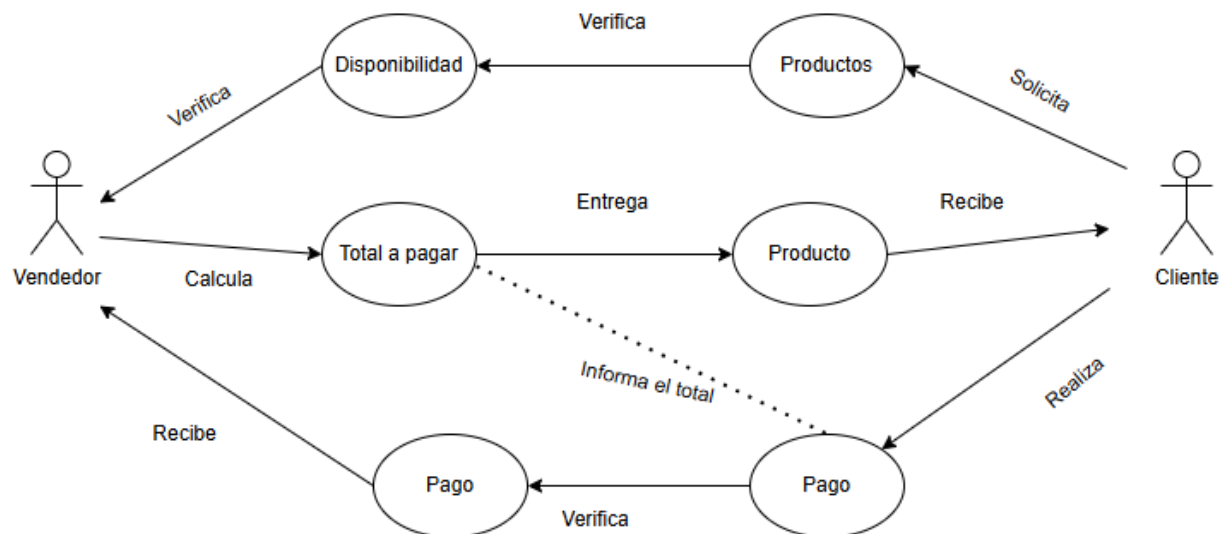 Verifica
Disponibilidad
Productos
Solicita
Verifica
Entrega
Recibe
Total a pagar
Producto
Vendedor
Calcula
Cliente
Informa el total
Realiza
Recibe
Pago
Pago
Verifica